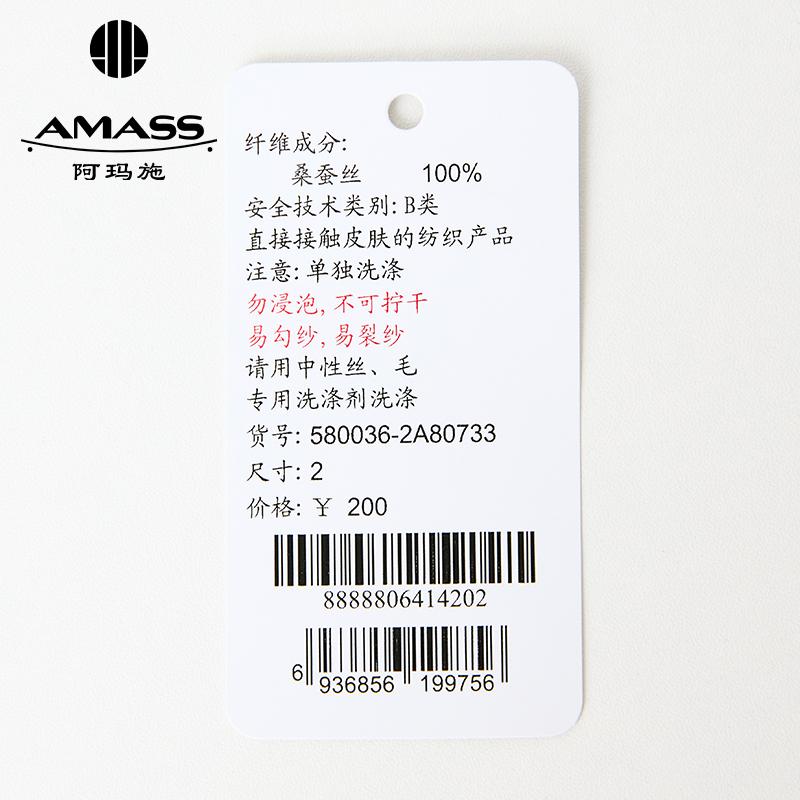 AMASS
阿玛施
纤维成分:
桑蚕丝 100%
安全技术类别: B类
直接接触皮肤的纺织产品
注意: 单独洗涤
勿浸泡, 不可拧干
易勾纱, 易裂纱
请用中性丝、毛
专用洗涤剂洗涤
货号: 580036-2A80733
尺寸: 2
价格: ¥ 200
8888806414202
6 936856 199756